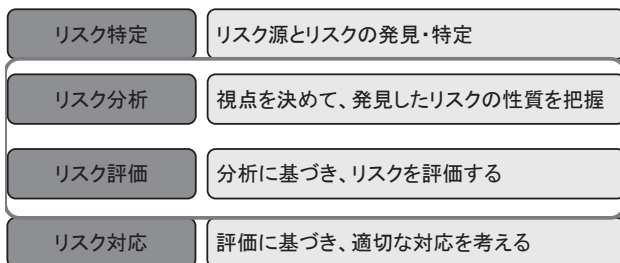 リスク特定
リスク源とリスクの発見・特定
リスク分析
視点を決めて、発見したリスクの性質を把握
リスク評価
分析に基づき、リスクを評価する
リスク対応
評価に基づき、適切な対応を考える